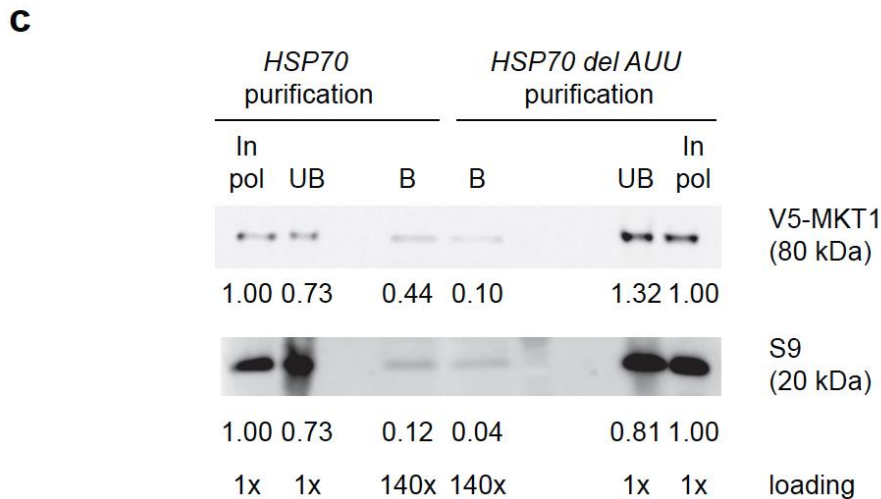 c
HSP70 HSP70 del AUU
purification purification
In In
pol UB B B UB pol
V5-MKT1
(80 kDa)
1.00 0.73 0.44 0.10 1.32 1.00
S9
(20 kDa)
1.00 0.73 0.12 0.04 0.81 1.00
1x 1x 140x 140x 1x 1x loading